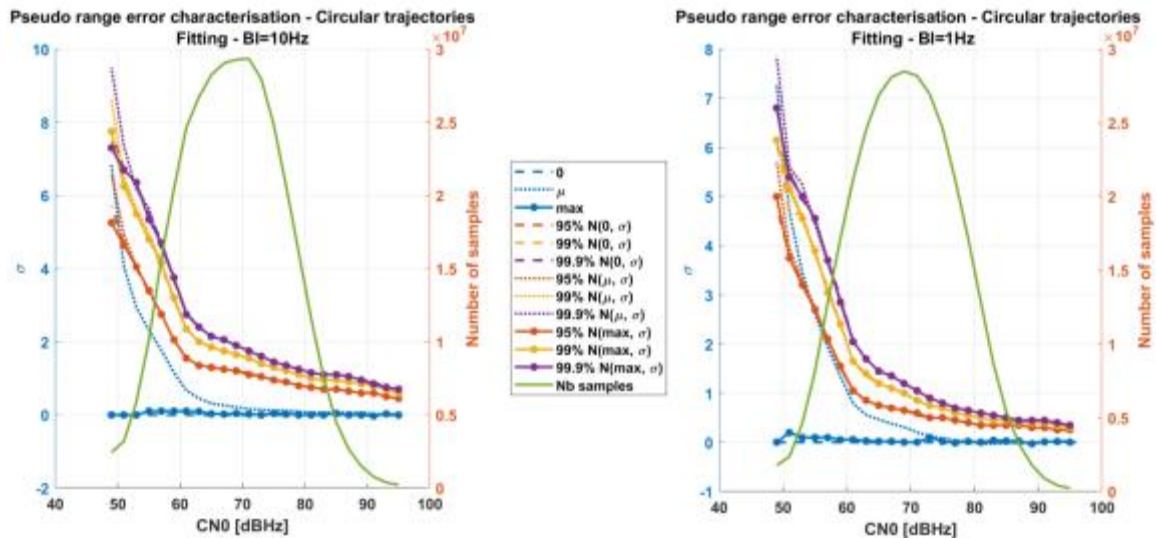 Pseudo range error characterisation - Circular trajectories
Fitting - Bl=10Hz
×10⁷
10
8
6
4
2
0
-2
σ
3
2.5
2
1.5
1
0.5
0
Number of samples
40
50
60
70
80
90
100
CN0 [dBHz]
0
μ
max
95% N(0, σ)
99% N(0, σ)
99.9% N(0, σ)
95% N(μ, σ)
99% N(μ, σ)
99.9% N(μ, σ)
95% N(max, σ)
99% N(max, σ)
99.9% N(max, σ)
Nb samples
Pseudo range error characterisation - Circular trajectories
Fitting - Bl=1Hz
×10⁷
8
7
6
5
4
3
2
1
0
-1
σ
3
2.5
2
1.5
1
0.5
0
Number of samples
40
50
60
70
80
90
100
CN0 [dBHz]